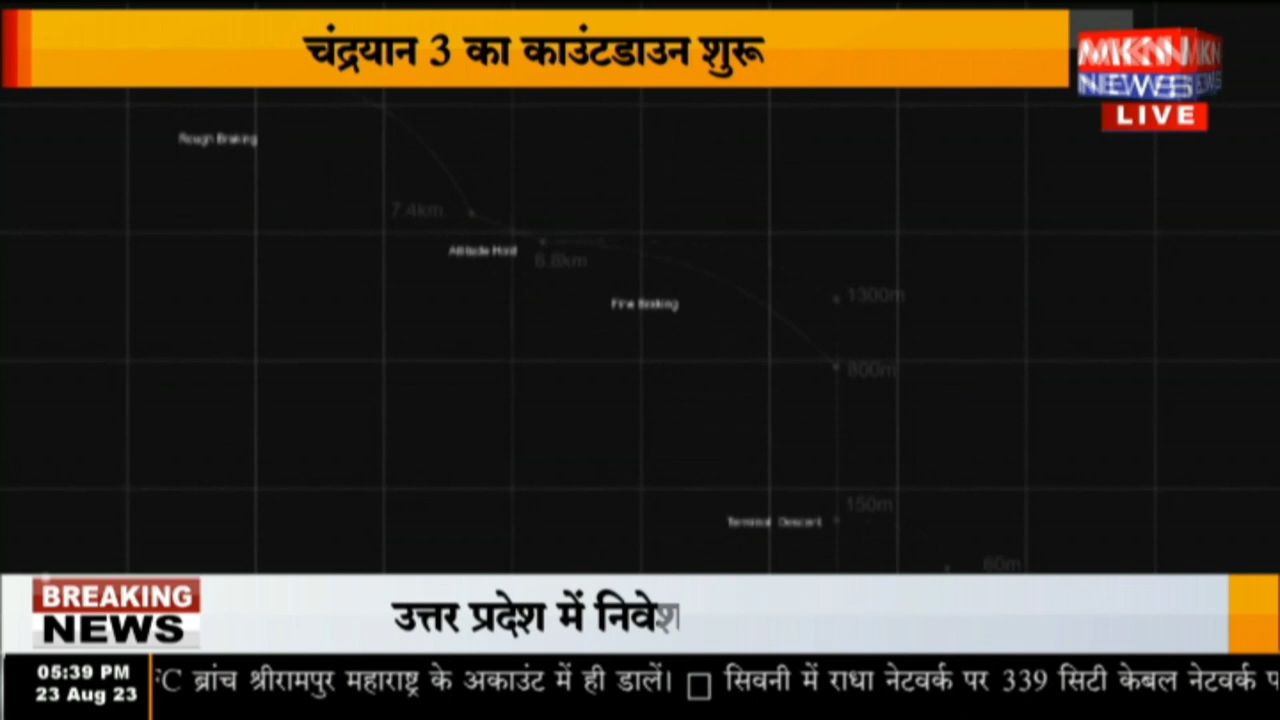 चंद्रयान 3 का काउंटडाउन शुरू
MKN
NEWS
LIVE
Rough Braking
7.4km
Altitude Hold
6.8km
Fine Braking
1300m
800m
150m
Terminal Descent
60m
BREAKING
NEWS
उत्तर प्रदेश में निवेश
05:39 PM
23 Aug 23
FC ब्रांच श्रीरामपुर महाराष्ट्र के अकाउंट में ही डालें। □ सिवनी में राधा नेटवर्क पर 339 सिटी केबल नेटवर्क प